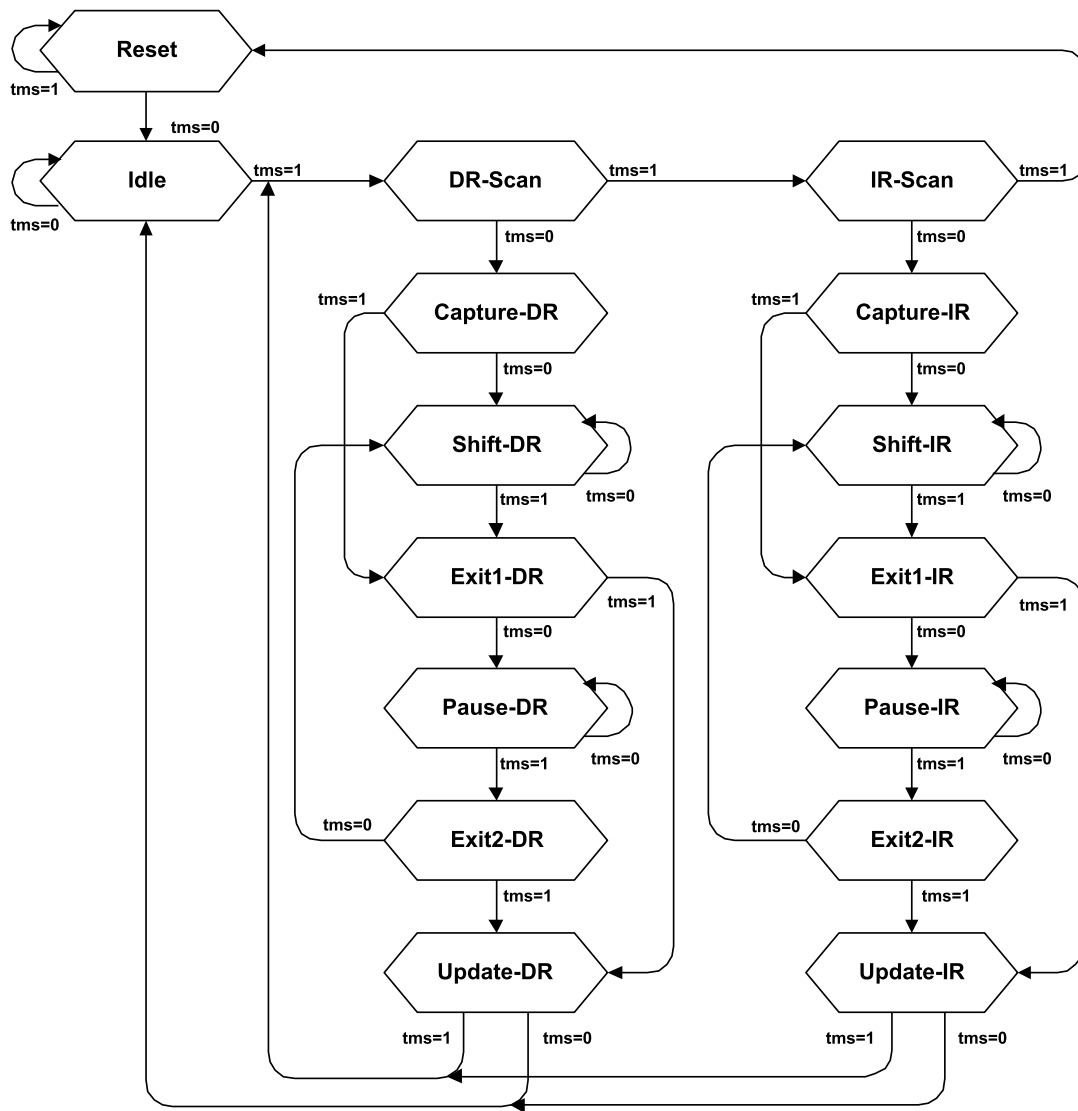 Reset
tms=1
tms=0
Idle
tms=1
DR-Scan
tms=1
IR-Scan
tms=1
tms=0
tms=0
tms=0
tms=1
Capture-DR
tms=1
Capture-IR
tms=0
tms=0
Shift-DR
Shift-IR
tms=1
tms=0
tms=1
tms=0
Exit1-DR
tms=1
Exit1-IR
tms=1
tms=0
tms=0
Pause-DR
Pause-IR
tms=1
tms=0
tms=1
tms=0
tms=0
Exit2-DR
tms=0
Exit2-IR
tms=1
tms=1
Update-DR
Update-IR
tms=1
tms=0
tms=1
tms=0